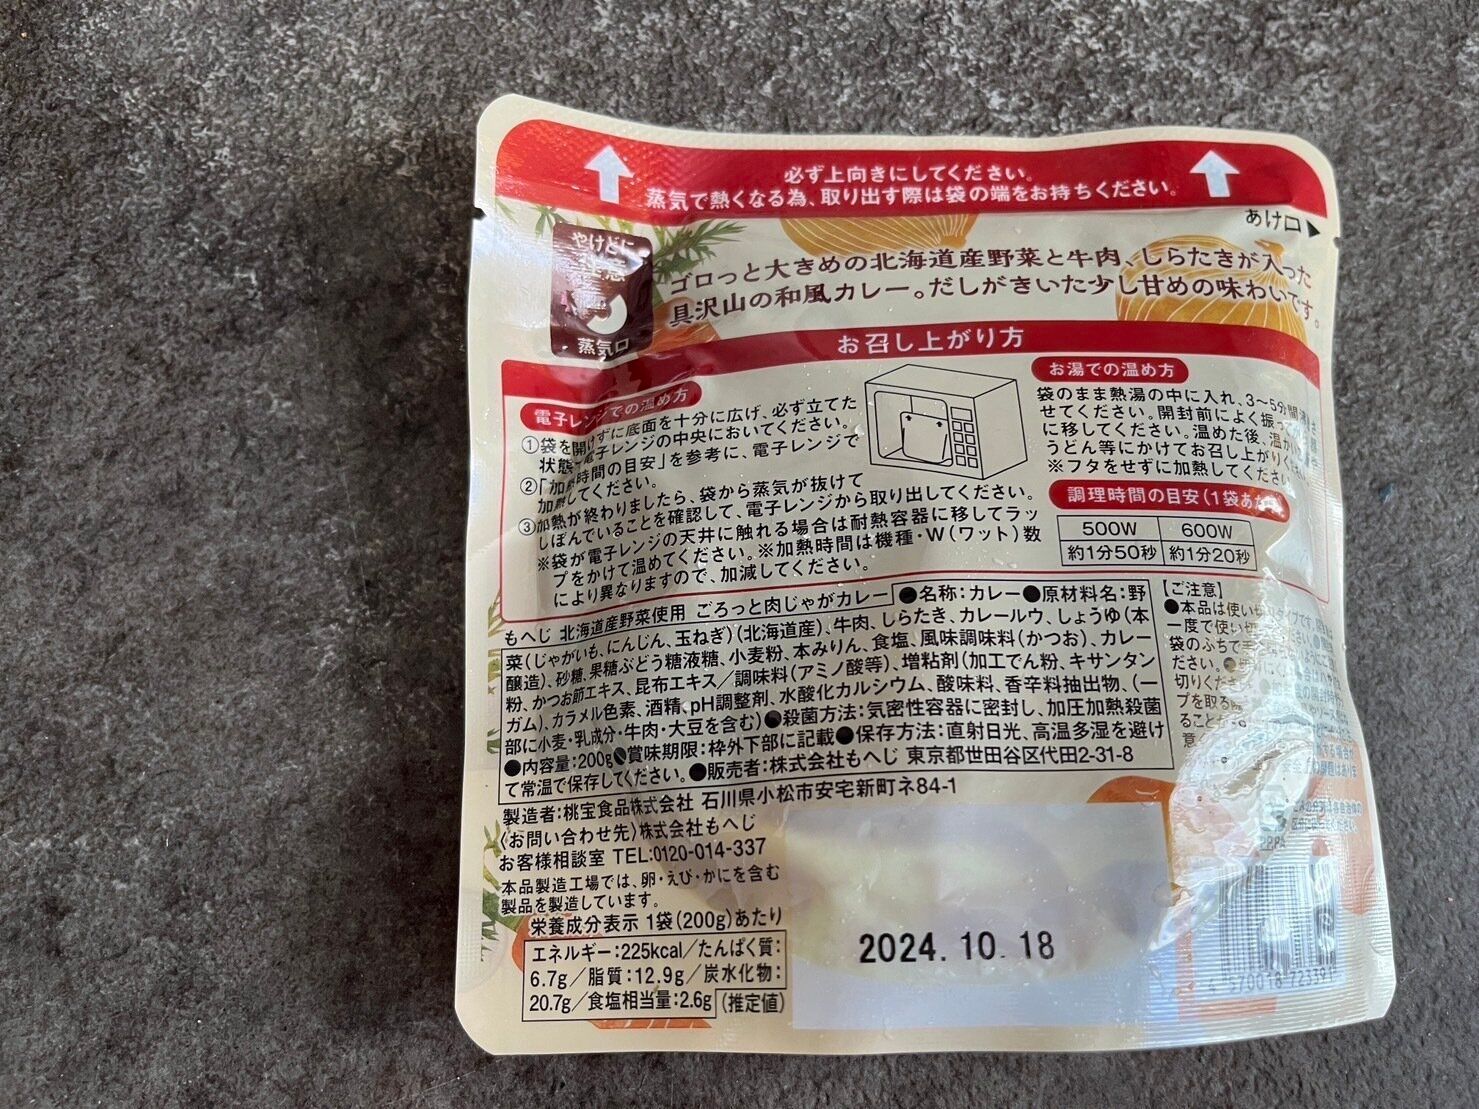 必ず上向きにしてください。
蒸気で熱くなる為、取り出す際は袋の端をお持ちください。
あけ口▶
やけどに
蒸気口
ゴロっと大きめの北海道産野菜と牛肉、しらたきが入った
具沢山の和風カレー。だしがきいた少し甘めの味わいです。
お召し上がり方
電子レンジでの温め方
①袋を開けずに底面を十分に広げ、必ず立てた
状態で電子レンジの中央においてください。
②「加熱時間の目安」を参考に、電子レンジで
加熱してください。
③加熱が終わりましたら、袋から蒸気が抜けて
しぼんでいることを確認して、電子レンジから取り出してください。
※袋が電子レンジの天井に触れる場合は耐熱容器に移してラッ
プをかけて温めてください。※加熱時間は機種・W(ワット)数
により異なりますので、加減してください。
お湯での温め方
袋のまま熱湯の中に入れ、3〜5分間沸
せてください。開封前によく振っ
に移してください。温めた後、温か
うどん等にかけてお召し上がりくだ
※フタをせずに加熱してくださ
調理時間の目安(1袋あたり)
500W 600W
約1分50秒 約1分20秒
もへじ 北海道産野菜使用 ごろっと肉じゃがカレー ●名称:カレー●原材料名:野
菜(じゃがいも、にんじん、玉ねぎ)(北海道産)、牛肉、しらたき、カレールウ、しょうゆ(本
醸造)、砂糖、果糖ぶどう糖液糖、小麦粉、本みりん、食塩、風味調味料(かつお)、カレー
粉、かつお節エキス、昆布エキス/調味料(アミノ酸等)、増粘剤(加工でん粉、キサンタン
ガム)、カラメル色素、酒精、pH調整剤、水酸化カルシウム、酸味料、香辛料抽出物、(一
部に小麦・乳成分・牛肉・大豆を含む)●殺菌方法:気密性容器に密封し、加圧加熱殺菌
●内容量:200g●賞味期限:枠外下部に記載●保存方法:直射日光、高温多湿を避け
て常温で保存してください。●販売者:株式会社もへじ 東京都世田谷区代田2-31-8
製造者:桃宝食品株式会社 石川県小松市安宅新町ネ84-1
〈お問い合わせ先〉株式会社もへじ
お客様相談室 TEL:0120-014-337
本品製造工場では、卵・えび・かにを含む
製品を製造しています。
栄養成分表示 1袋(200g)あたり
エネルギー:225kcal/たんぱく質:
6.7g/脂質:12.9g/炭水化物:
20.7g/食塩相当量:2.6g (推定値)
【ご注意】
●本品は使い切りタイプです
一度で使い切
袋のふちで手
ださい。
切りくださ
プを取る際
ることが
2024.10.18